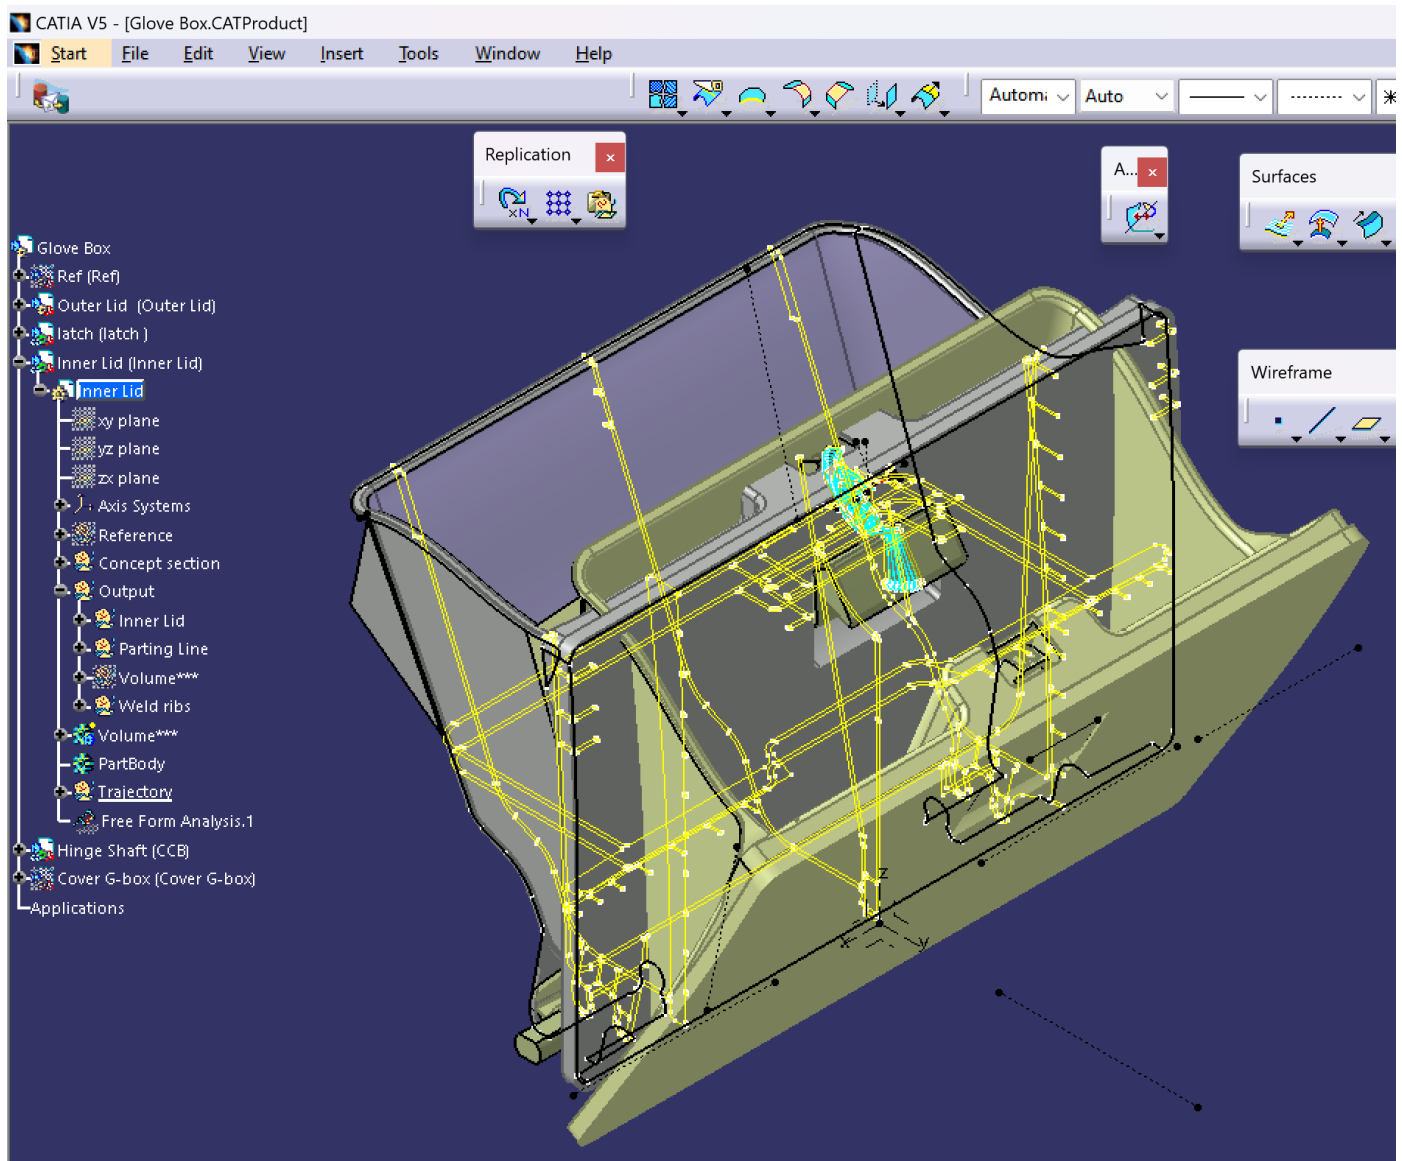 CATIA V5 - [Glove Box.CATProduct]
Start File Edit View Insert Tools Window Help
Auto
Replication
A...
Surfaces
Wireframe
Glove Box
Ref (Ref)
Outer Lid (Outer Lid)
latch (latch )
Inner Lid (Inner Lid)
Inner Lid
xy plane
yz plane
zx plane
Axis Systems
Reference
Concept section
Output
Inner Lid
Parting Line
Volume***
Weld ribs
Volume***
PartBody
Trajectory
Free Form Analysis.1
Hinge Shaft (CCB)
Cover G-box (Cover G-box)
Applications
z
x
y